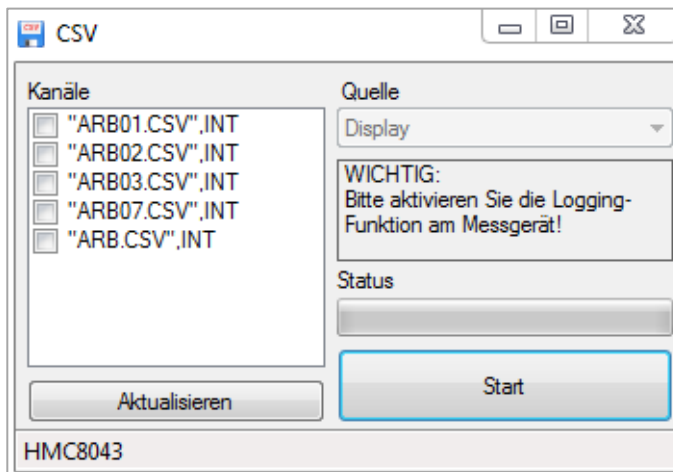 CSV
Kanäle
"ARB01.CSV",INT
"ARB02.CSV",INT
"ARB03.CSV",INT
"ARB07.CSV",INT
"ARB.CSV",INT
Aktualisieren
Quelle
Display
WICHTIG:
Bitte aktivieren Sie die Logging-
Funktion am Messgerät!
Status
Start
HMC8043